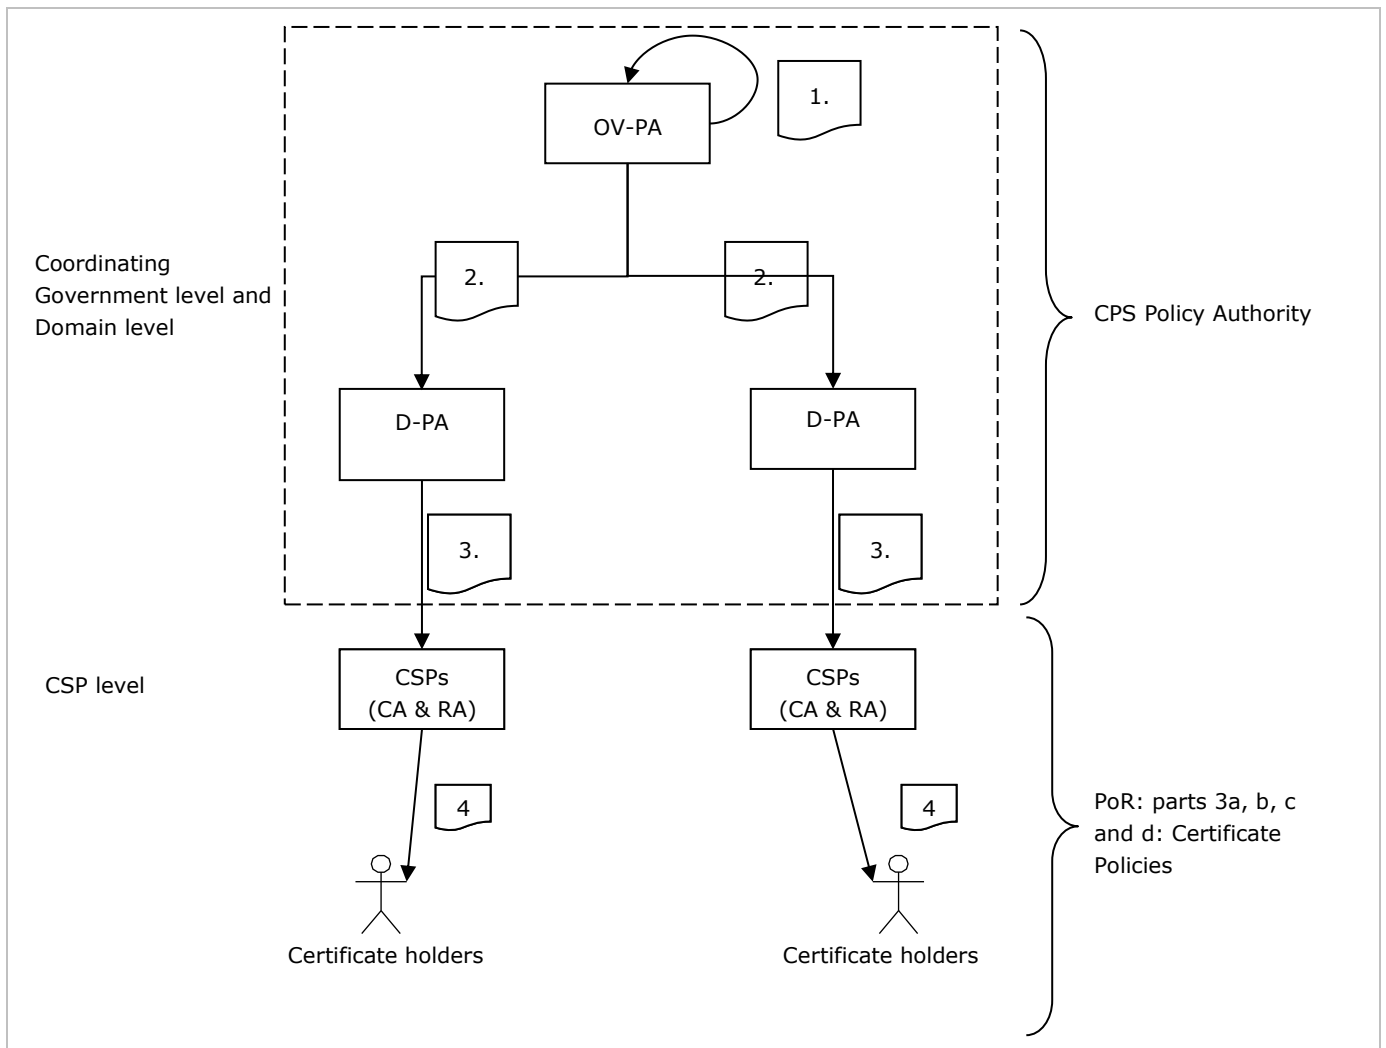 1.
OV-PA
2.
2.
Coordinating
Government level and
Domain level
CPS Policy Authority
D-PA
D-PA
3.
3.
CSP level
CSPs
(CA & RA)
CSPs
(CA & RA)
4
4
PoR: parts 3a, b, c
and d: Certificate
Policies
Certificate holders
Certificate holders